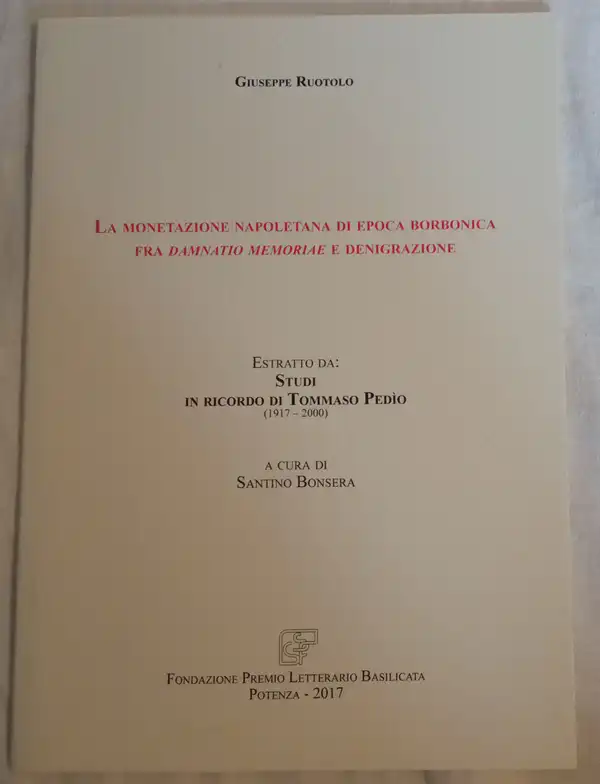 Giuseppe Ruotolo
La monetazione napoletana di epoca borbonica
fra damnatio memoriae e denigrazione
Estratto da:
Studi
in ricordo di Tommaso Pedìo
(1917 – 2000)
a cura di
Santino Bonsera
Fondazione Premio Letterario Basilicata
Potenza - 2017